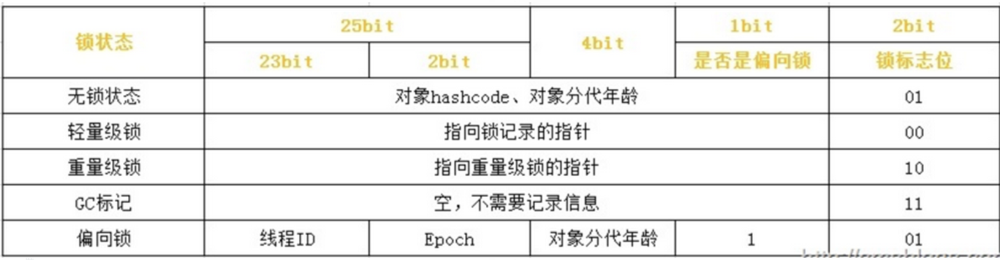 锁状态 25bit 4bit 1bit 2bit
23bit 2bit 是否是偏向锁 锁标志位
无锁状态 对象hashcode、对象分代年龄 01
轻量级锁 指向锁记录的指针 00
重量级锁 指向重量级锁的指针 10
GC标记 空，不需要记录信息 11
偏向锁 线程ID Epoch 对象分代年龄 1 01